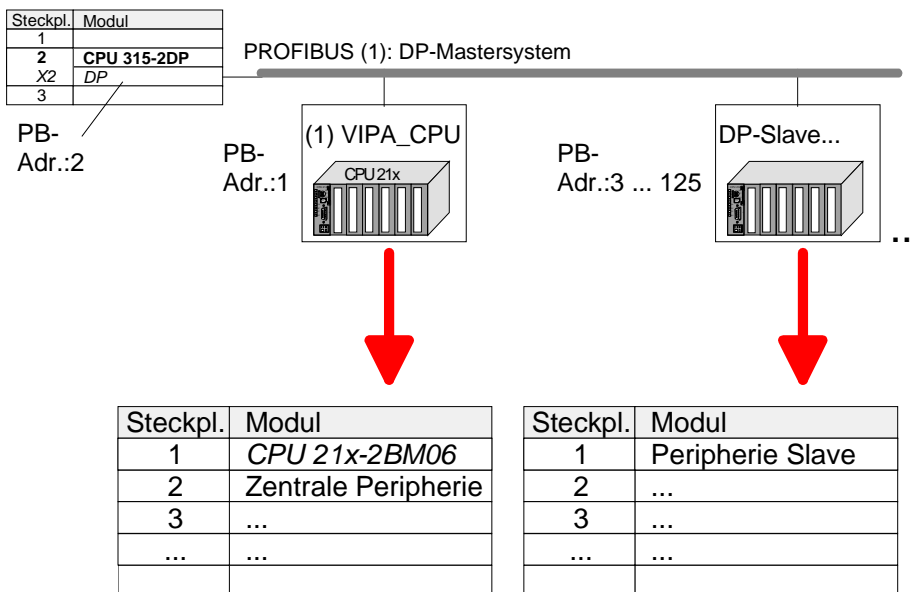 Steckpl. Modul
1
2 CPU 315-2DP
X2 DP
3
PROFIBUS (1): DP-Mastersystem
PB-
Adr.:2
PB-
Adr.:1
(1) VIPA_CPU
CPU 21x
PB-
Adr.:3 ... 125
DP-Slave...
..
Steckpl. Modul
1 CPU 21x-2BM06
2 Zentrale Peripherie
3 ...
... ...
Steckpl. Modul
1 Peripherie Slave
2 ...
3 ...
... ...